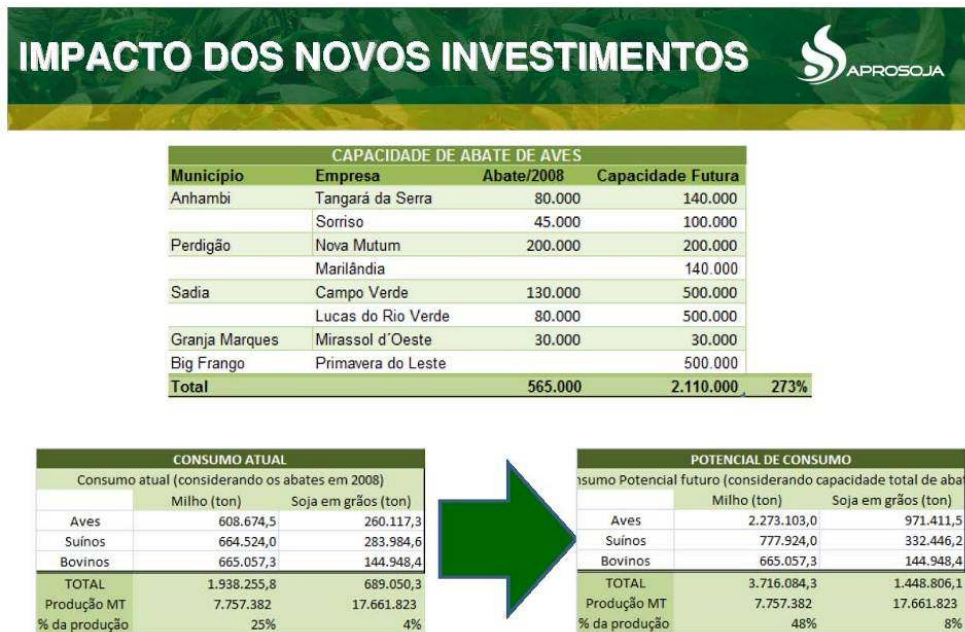 IMPACTO DOS NOVOS INVESTIMENTOS
APROSOJA
CAPACIDADE DE ABATE DE AVES
Município Empresa Abate/2008 Capacidade Futura
Anhambi Tangará da Serra 80.000 140.000
Sorriso 45.000 100.000
Perdigão Nova Mutum 200.000 200.000
Marilândia 140.000
Sadia Campo Verde 130.000 500.000
Lucas do Rio Verde 80.000 500.000
Granja Marques Mirassol d´Oeste 30.000 30.000
Big Frango Primavera do Leste 500.000
Total 565.000 2.110.000 273%
CONSUMO ATUAL
Consumo atual (considerando os abates em 2008)
Milho (ton) Soja em grãos (ton)
Aves 608.674,5 260.117,3
Suínos 664.524,0 283.984,6
Bovinos 665.057,3 144.948,4
TOTAL 1.938.255,8 689.050,3
Produção MT 7.757.382 17.661.823
% da produção 25% 4%
POTENCIAL DE CONSUMO
nsumo Potencial futuro (considerando capacidade total de abat
Milho (ton) Soja em grãos (ton)
Aves 2.273.103,0 971.411,5
Suínos 777.924,0 332.446,2
Bovinos 665.057,3 144.948,4
TOTAL 3.716.084,3 1.448.806,1
Produção MT 7.757.382 17.661.823
% da produção 48% 8%